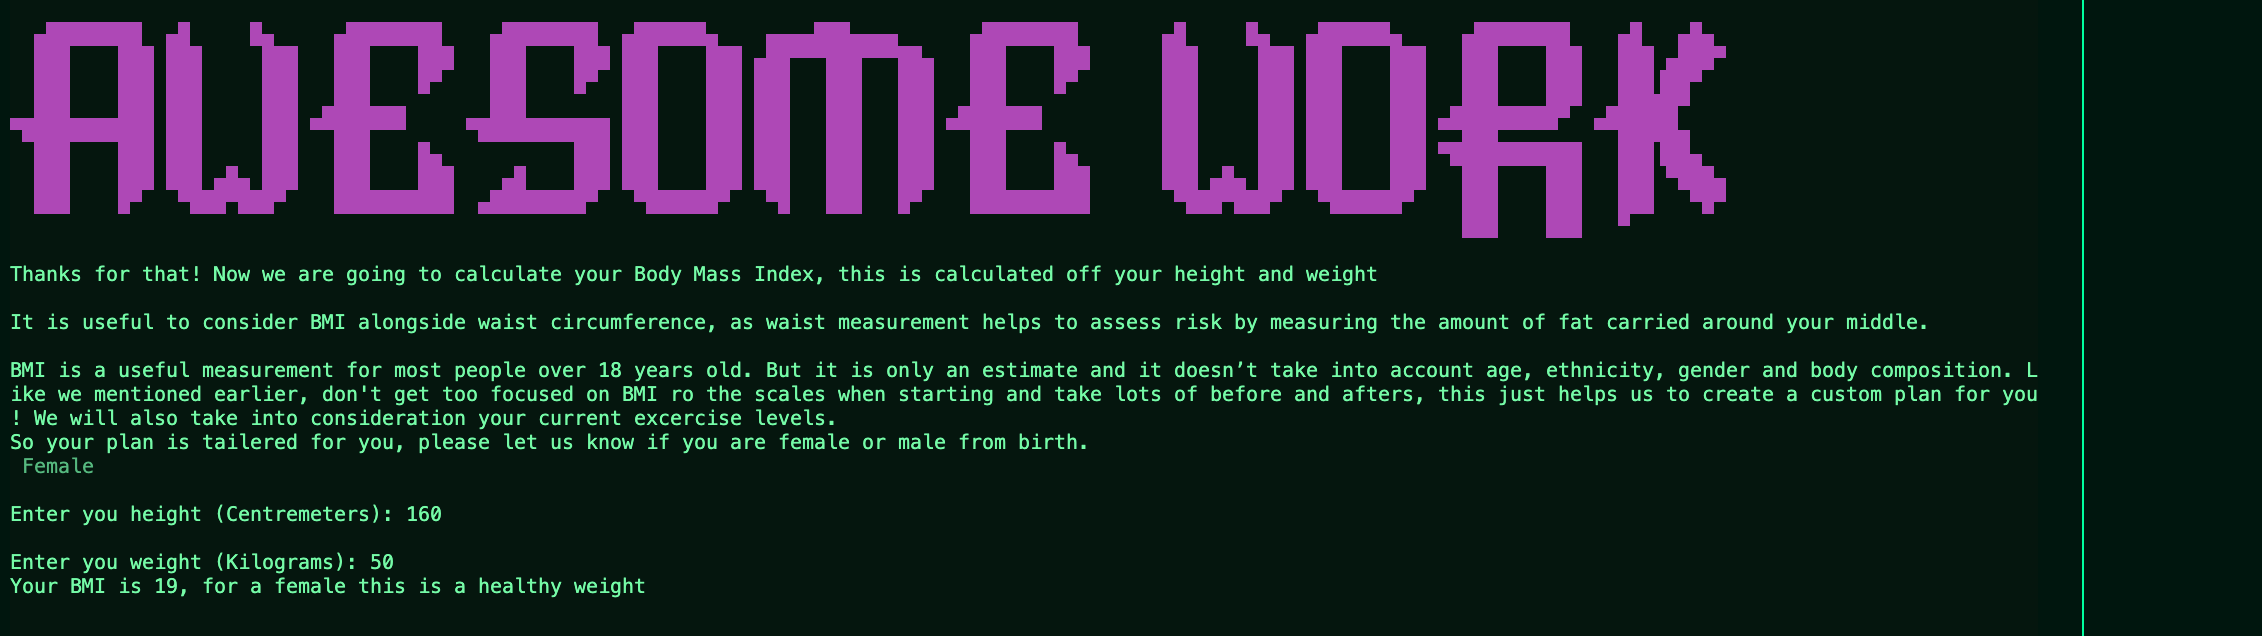 AWESOME WORK
Thanks for that! Now we are going to calculate your Body Mass Index, this is calculated off your height and weight
It is useful to consider BMI alongside waist circumference, as waist measurement helps to assess risk by measuring the amount of fat carried around your middle.
BMI is a useful measurement for most people over 18 years old. But it is only an estimate and it doesn’t take into account age, ethnicity, gender and body composition. L
ike we mentioned earlier, don't get too focused on BMI ro the scales when starting and take lots of before and afters, this just helps us to create a custom plan for you
! We will also take into consideration your current excercise levels.
So your plan is tailered for you, please let us know if you are female or male from birth.
Female
Enter you height (Centremeters): 160
Enter you weight (Kilograms): 50
Your BMI is 19, for a female this is a healthy weight